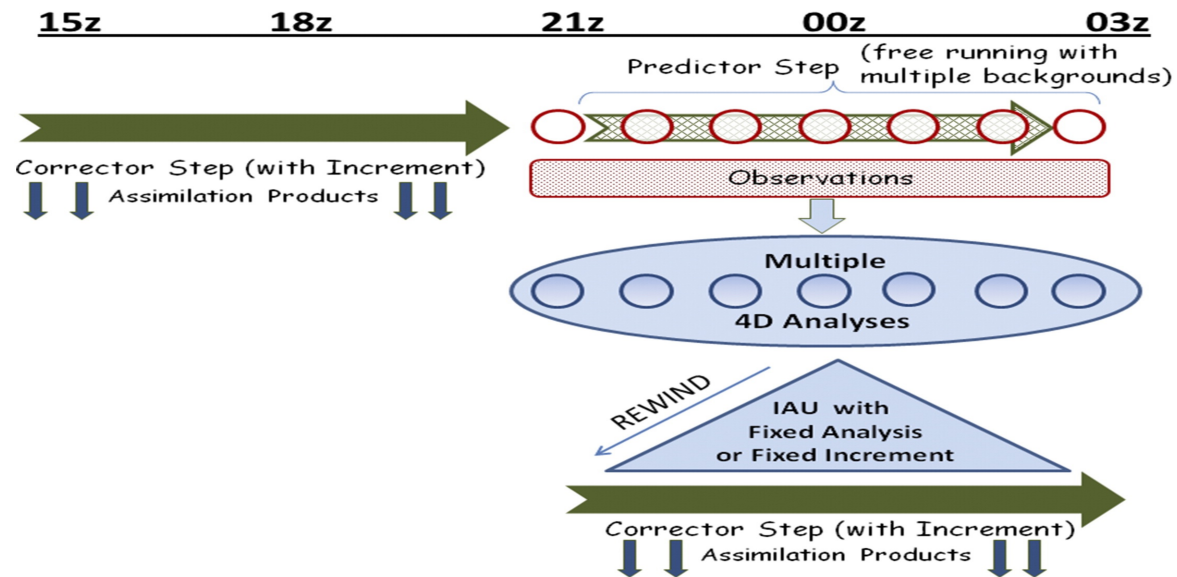 15z 18z 21z 00z 03z
Predictor Step (free running with
multiple backgrounds)
Corrector Step (with Increment)
Assimilation Products
Observations
Multiple
4D Analyses
REWIND
IAU with
Fixed Analysis
or Fixed Increment
Corrector Step (with Increment)
Assimilation Products